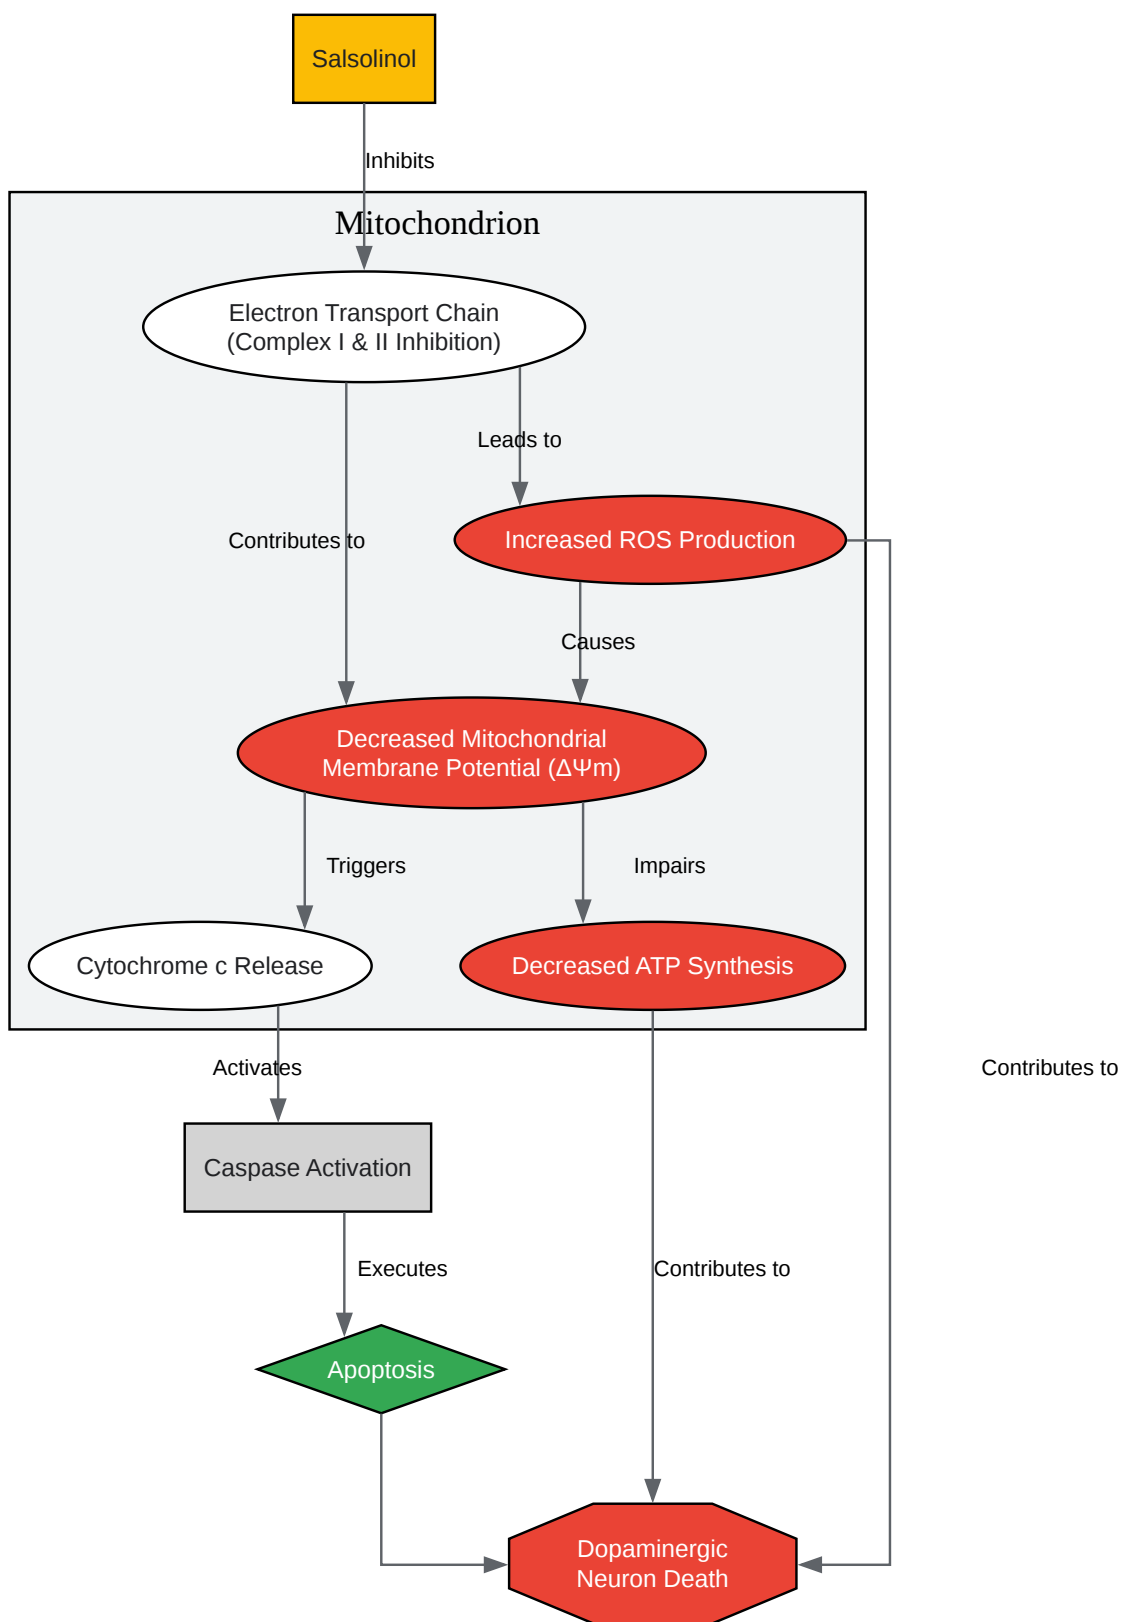 Salsolinol
Inhibits
Mitochondrion
Electron Transport Chain
(Complex I & II Inhibition)
Leads to
Contributes to
Increased ROS Production
Causes
Decreased Mitochondrial
Membrane Potential (ΔΨm)
Triggers
Impairs
Cytochrome c Release
Decreased ATP Synthesis
Activates
Contributes to
Caspase Activation
Executes
Contributes to
Apoptosis
Dopaminergic
Neuron Death